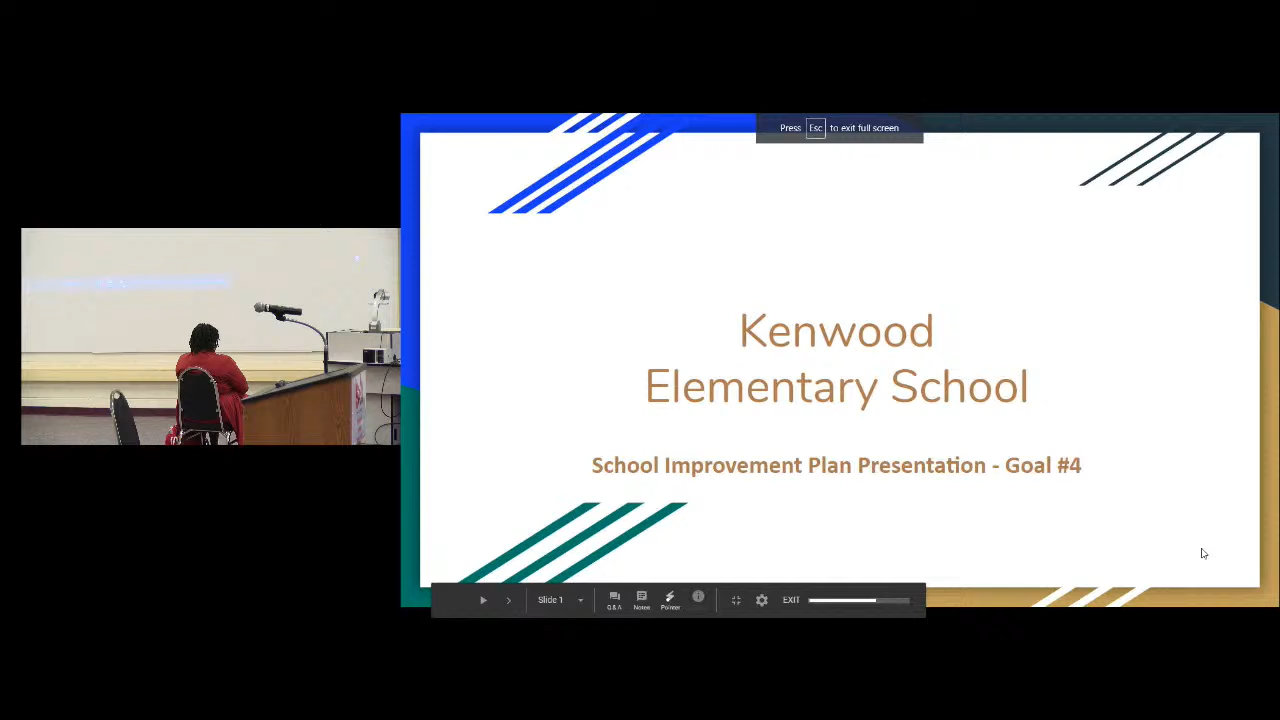 Press Esc to exit full screen
Kenwood
Elementary School
School Improvement Plan Presentation - Goal #4
Slide 1
Q&A
Notes
Pointer
EXIT